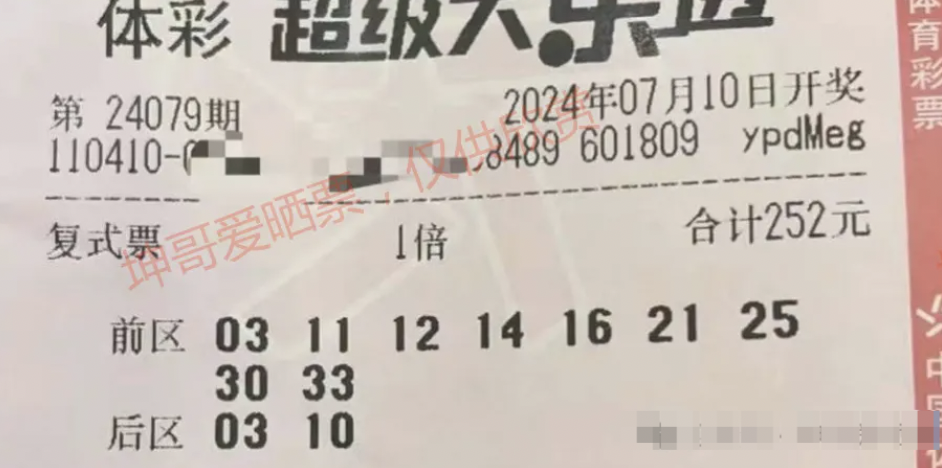 体彩 超级大乐透
第 24079期 2024年07月10日开奖
110410- 8489 601809 ypdMeg
复式票 1倍 合计252元
前区 03 11 12 14 16 21 25
30 33
后区 03 10
坤哥爱晒票，仅供欣赏
体育彩票